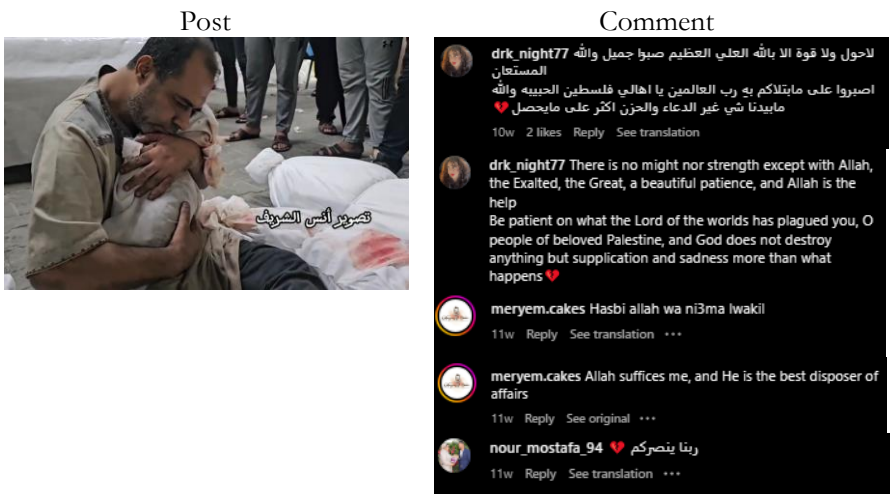 Post
Comment
تصوير أنس الشريف
drk_night77 لاحول ولا قوة الا بالله العلي العظيم صبرا جميل والله
المستعان
اصبروا على مابتلاكم به رب العالمين يا اهالي فلسطين الحبيبه والله
مابيدنا شي غير الدعاء والحزن اكثر على مايحصل 💔
10w 2 likes Reply See translation
drk_night77 There is no might nor strength except with Allah,
the Exalted, the Great, a beautiful patience, and Allah is the
help
Be patient on what the Lord of the worlds has plagued you, O
people of beloved Palestine, and God does not destroy
anything but supplication and sadness more than what
happens💔
meryem.cakes Hasbi allah wa ni3ma lwakil
11w Reply See translation •••
meryem.cakes Allah suffices me, and He is the best disposer of
affairs
11w Reply See original •••
nour_mostafa_94 💔 ربنا ينصركم
11w Reply See translation •••